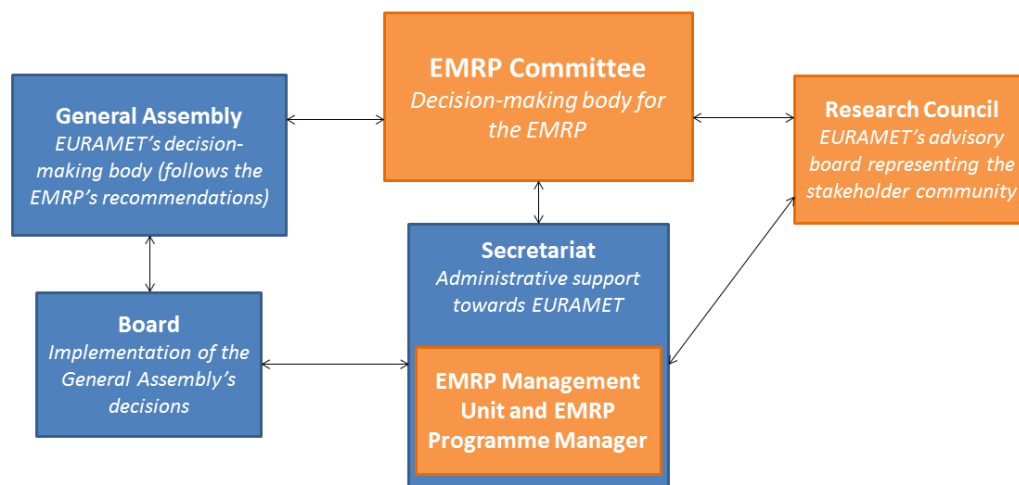 EMRP Committee
Decision-making body for
the EMRP
General Assembly
EURAMET's decision-
making body (follows the
EMRP's recommendations)
Research Council
EURAMET's advisory
board representing the
stakeholder community
Secretariat
Administrative support
towards EURAMET
Board
Implementation of the
General Assembly's
decisions
EMRP Management
Unit and EMRP
Programme Manager